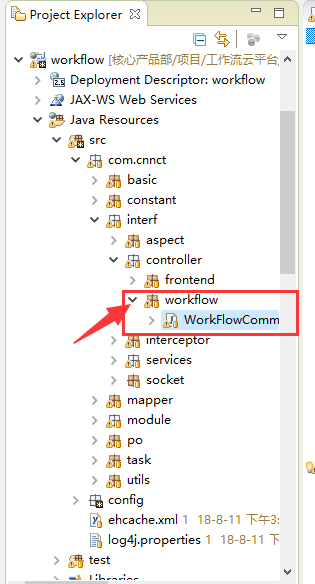 Project Explorer
workflow [核心产品部/项目/工作流云平台
Deployment Descriptor: workflow
JAX-WS Web Services
Java Resources
src
com.cnnct
basic
constant
interf
aspect
controller
frontend
workflow
WorkFlowComm
interceptor
services
socket
mapper
module
po
task
utils
config
ehcache.xml 1 18-8-11 下午3:
log4j.properties 1 18-8-11 下
test
Libraries